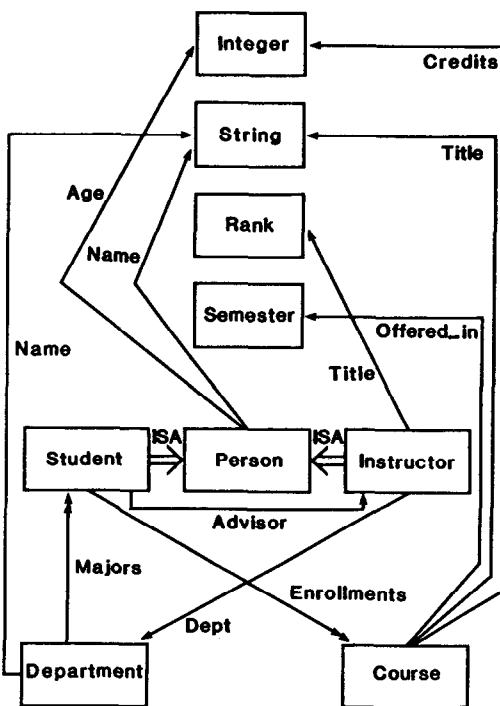 Integer
Credits
String
Title
Age
Rank
Name
Semester
Offered_in
Name
Title
ISA
ISA
Student
Person
Instructor
Advisor
Majors
Enrollments
Dept
Department
Course